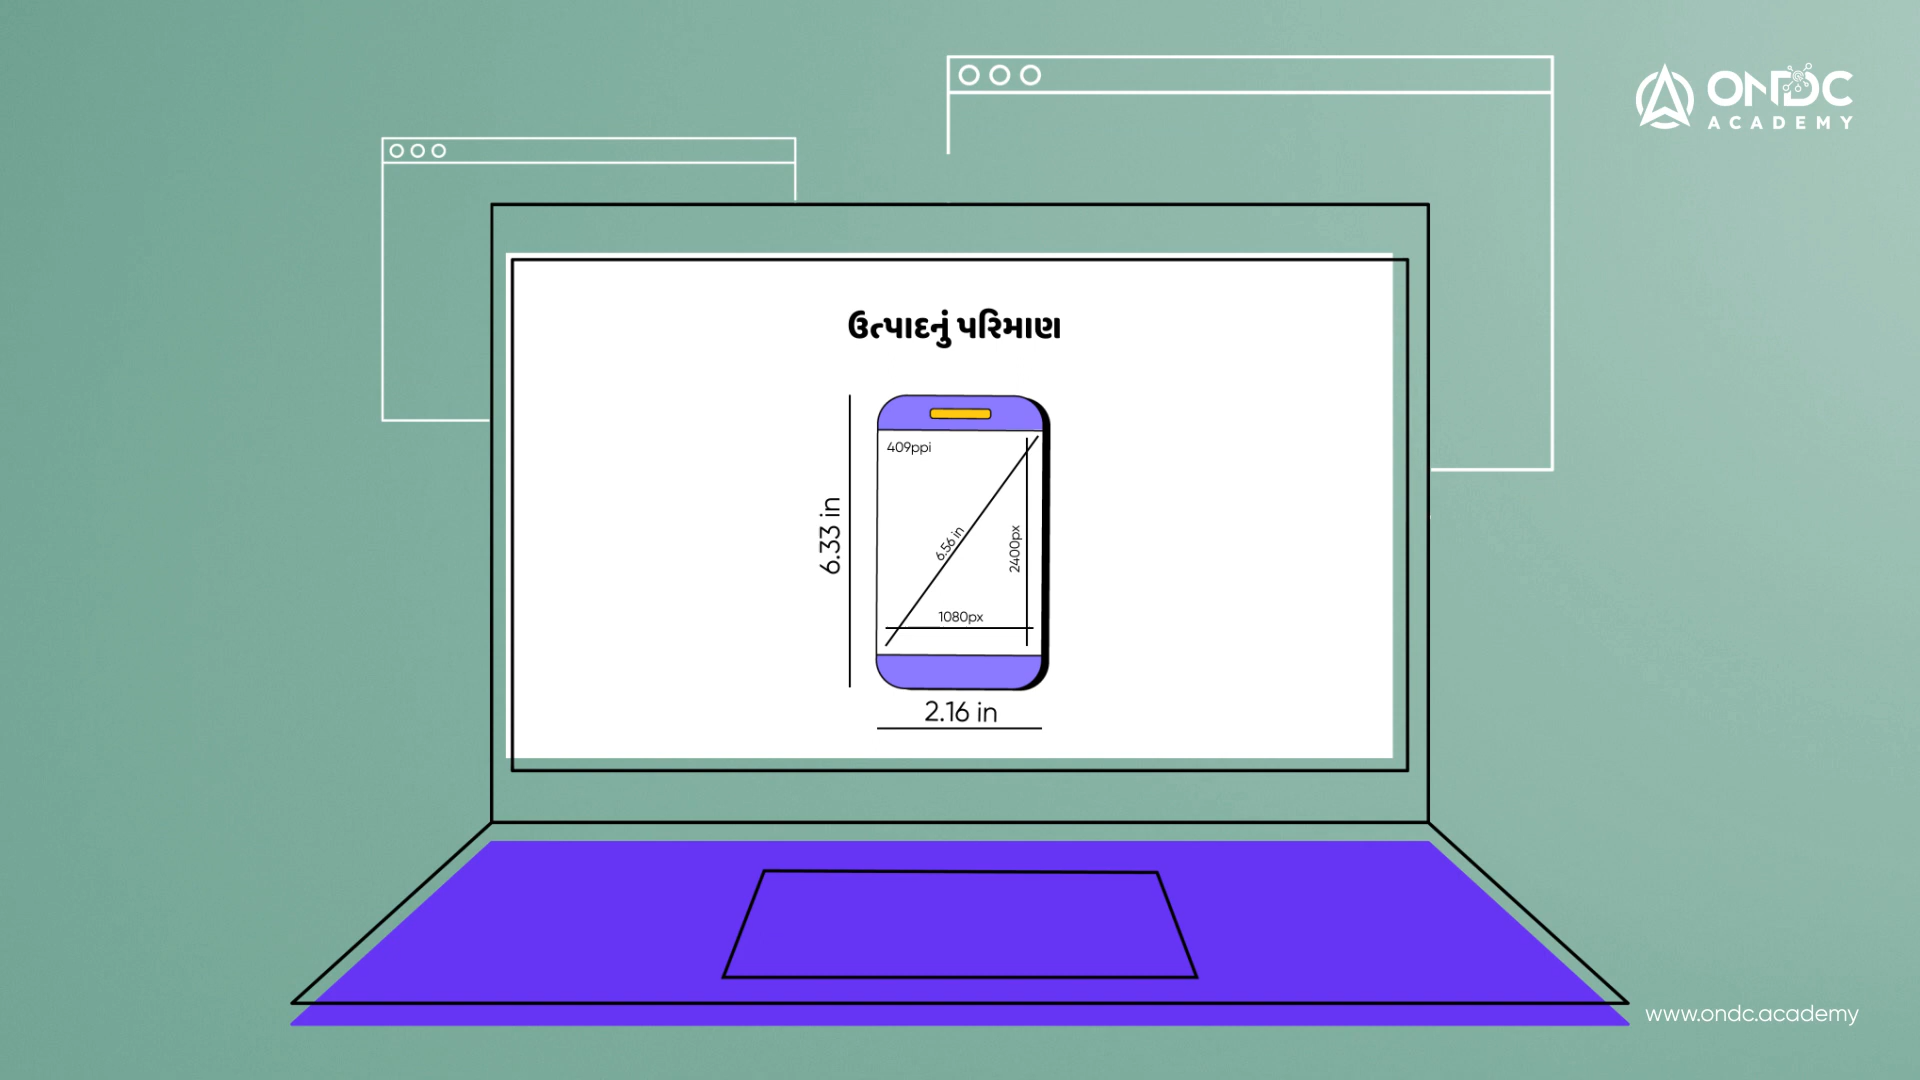 ONDC
ACADEMY
ઉત્પાદનું પરિમાણ
409ppi
6.33 in
6.56 in
2400px
1080px
2.16 in
www.ondc.academy